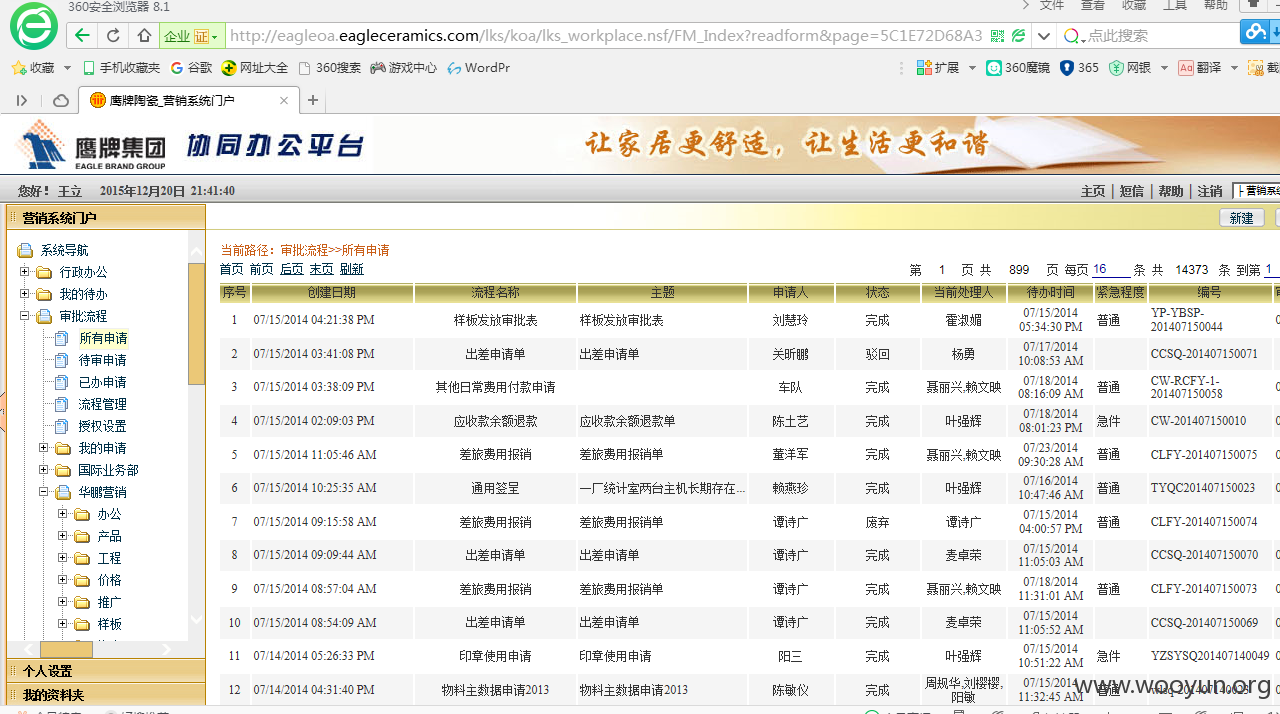 360安全浏览器 8.1
文件 查看 收藏 工具 帮助
企业 证 http://eagleoa.eagleceramics.com/lks/koa/lks_workplace.nsf/FM_Index?readform&page=5C1E72D68A3 点此搜索
收藏 手机收藏夹 谷歌 网址大全 360搜索 游戏中心 WordPr 扩展 360魔镜 365 网银 翻译
鹰牌陶瓷_营销系统门户
鹰牌集团 EAGLE BRAND GROUP 协同办公平台 让家居更舒适，让生活更和谐
您好！ 王立 2015年12月20日 21:41:40 主页 | 短信 | 帮助 | 注销
营销系统门户
新建
系统导航
行政办公
我的待办
审批流程
所有申请
待审申请
已办申请
流程管理
授权设置
我的申请
国际业务部
华鹏营销
办公
产品
工程
价格
推广
样板
个人设置
我的资料夹
当前路径：审批流程>>所有申请
首页 前页 后页 末页 刷新 第 1 页 共 899 页 每页 16 条 共 14373 条 到第 1
序号 创建日期 流程名称 主题 申请人 状态 当前处理人 待办时间 紧急程度 编号
1 07/15/2014 04:21:38 PM 样板发放审批表 样板发放审批表 刘慧玲 完成 霍淑媚 07/15/2014 05:34:30 PM 普通 YP-YBSP-201407150044
2 07/15/2014 03:41:08 PM 出差申请单 出差申请单 关昕鹏 驳回 杨勇 07/17/2014 10:08:53 AM CCSQ-201407150071
3 07/15/2014 03:38:09 PM 其他日常费用付款申请 车队 完成 聂丽兴,赖文映 07/18/2014 08:16:09 AM 普通 CW-RCFY-1-201407150058
4 07/15/2014 02:09:03 PM 应收款余额退款 应收款余额退款单 陈土艺 完成 叶强辉 07/18/2014 08:01:23 PM 急件 CW-201407150010
5 07/15/2014 11:05:46 AM 差旅费用报销 差旅费用报销单 董洋军 完成 聂丽兴,赖文映 07/23/2014 09:30:28 AM 普通 CLFY-201407150075
6 07/15/2014 10:25:35 AM 通用签呈 一厂统计室两台主机长期存在... 赖燕珍 完成 叶强辉 07/16/2014 10:47:46 AM 普通 TYQC201407150023
7 07/15/2014 09:15:58 AM 差旅费用报销 差旅费用报销单 谭诗广 废弃 谭诗广 07/15/2014 04:00:57 PM 普通 CLFY-201407150074
8 07/15/2014 09:09:44 AM 出差申请单 出差申请单 谭诗广 完成 麦卓荣 07/15/2014 11:05:03 AM CCSQ-201407150070
9 07/15/2014 08:57:04 AM 差旅费用报销 差旅费用报销单 谭诗广 完成 聂丽兴,赖文映 07/18/2014 11:31:01 AM 普通 CLFY-201407150073
10 07/15/2014 08:54:09 AM 出差申请单 出差申请单 谭诗广 完成 麦卓荣 07/15/2014 11:05:52 AM CCSQ-201407150069
11 07/14/2014 05:26:33 PM 印章使用申请 印章使用申请 阳三 完成 叶强辉 07/15/2014 10:51:22 AM 急件 YZSYSQ201407140049
12 07/14/2014 04:31:40 PM 物料主数据申请2013 物料主数据申请2013 陈敏仪 完成 周规华,刘樱樱,阳敏 07/15/2014 11:32:45 AM 普通
www.wooyun.org